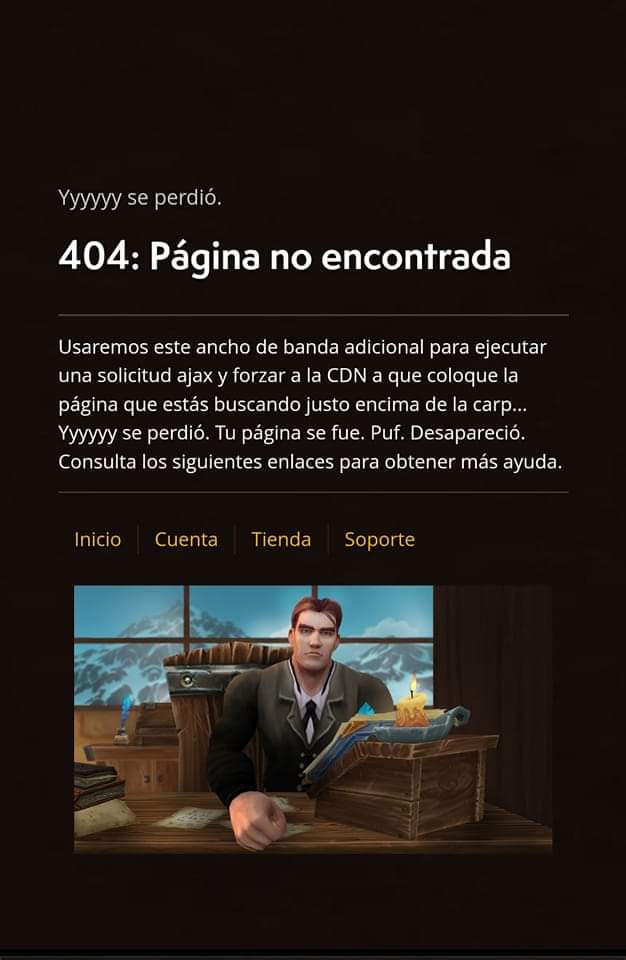 Yyyyyy se perdió.
404: Página no encontrada
Usaremos este ancho de banda adicional para ejecutar
una solicitud ajax y forzar a la CDN a que coloque la
página que estás buscando justo encima de la carp...
Yyyyyy se perdió. Tu página se fue. Puf. Desapareció.
Consulta los siguientes enlaces para obtener más ayuda.
Inicio Cuenta Tienda Soporte